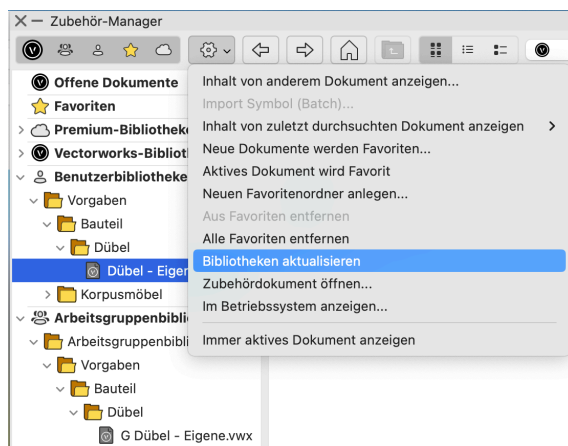 Zubehör-Manager
Offene Dokumente
Favoriten
Premium-Bibliotheke
Vectorworks-Bibliot
Benutzerbibliotheke
Vorgaben
Bauteil
Dübel
Dübel - Eigen
Korpusmöbel
Arbeitsgruppenbibli
Arbeitsgruppenbibli
Vorgaben
Bauteil
Dübel
G Dübel - Eigene.vwx
Inhalt von anderem Dokument anzeigen...
Import Symbol (Batch)...
Inhalt von zuletzt durchsuchten Dokument anzeigen
Neue Dokumente werden Favoriten...
Aktives Dokument wird Favorit
Neuen Favoritenordner anlegen...
Aus Favoriten entfernen
Alle Favoriten entfernen
Bibliotheken aktualisieren
Zubehördokument öffnen...
Im Betriebssystem anzeigen...
Immer aktives Dokument anzeigen